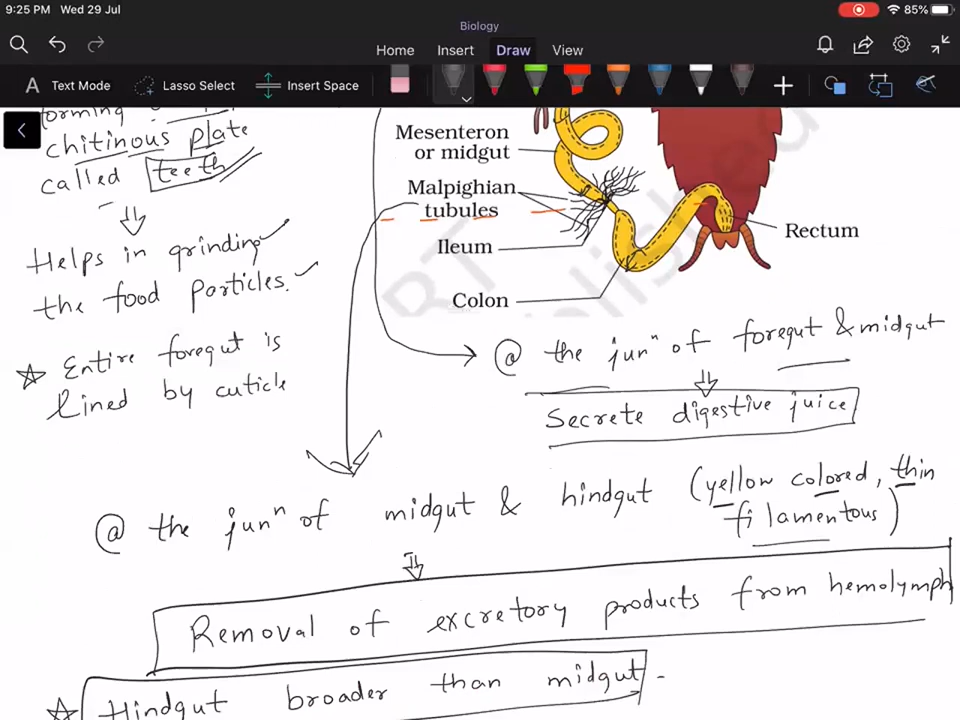 9:25 PM Wed 29 Jul
85%
Biology
Home Insert Draw View
Text Mode Lasso Select Insert Space
forming
chitinous plate
called teeth
Helps in grinding
the food particles.
Entire foregut is
lined by cuticle
Mesenteron
or midgut
Malpighian
tubules
Ileum
Colon
Rectum
@ the junⁿ of foregut & midgut
Secrete digestive juice
@ the junⁿ of midgut & hindgut (yellow colored, thin
filamentous)
Removal of excretory products from hemolymph
Hindgut broader than midgut.